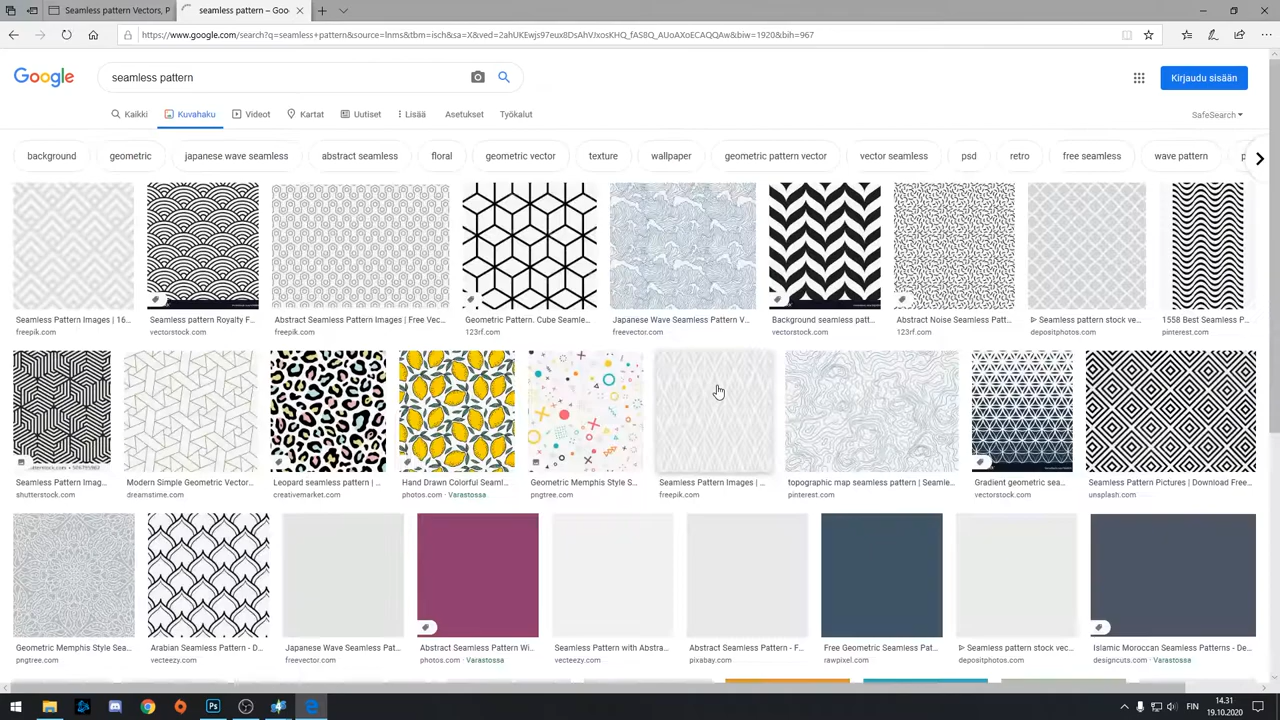 Seamless pattern Vectors, P
seamless pattern – Goo
https://www.google.com/search?q=seamless+pattern&source=lnms&tbm=isch&sa=X&ved=2ahUKEwjs97eux8DsAhVJxosKHQ_fAS8Q_AUoAXoECAQQAw&biw=1920&bih=967
Google
seamless pattern
Kirjaudu sisään
Kaikki
Kuvahaku
Videot
Kartat
Uutiset
Lisää
Asetukset
Työkalut
SafeSearch
background
geometric
japanese wave seamless
abstract seamless
floral
geometric vector
texture
wallpaper
geometric pattern vector
vector seamless
psd
retro
free seamless
wave pattern
Seamless Pattern Images | 16...
freepik.com
Seamless pattern Royalty F...
vectorstock.com
Abstract Seamless Pattern Images | Free Vec...
freepik.com
Geometric Pattern. Cube Seamle...
123rf.com
Japanese Wave Seamless Pattern V...
freevector.com
Background seamless patt...
vectorstock.com
Abstract Noise Seamless Patt...
123rf.com
ᐈ Seamless pattern stock ve...
depositphotos.com
1558 Best Seamless P...
pinterest.com
Seamless Pattern Imag...
shutterstock.com
Modern Simple Geometric Vector...
dreamstime.com
Leopard seamless pattern | ...
creativemarket.com
Hand Drawn Colorful Seaml...
photos.com · Varastossa
Geometric Memphis Style S...
pngtree.com
Seamless Pattern Images | ...
freepik.com
topographic map seamless pattern | Seamle...
pinterest.com
Gradient geometric sea...
vectorstock.com
Seamless Pattern Pictures | Download Free...
unsplash.com
Geometric Memphis Style Sea...
pngtree.com
Arabian Seamless Pattern - D...
vecteezy.com
Japanese Wave Seamless Pat...
freevector.com
Abstract Seamless Pattern Wi...
photos.com · Varastossa
Seamless Pattern with Abstra...
vecteezy.com
Abstract Seamless Pattern - F...
pixabay.com
Free Geometric Seamless Pat...
rawpixel.com
ᐈ Seamless pattern stock vec...
depositphotos.com
Islamic Moroccan Seamless Patterns - De...
designcuts.com · Varastossa
FIN
14.31
19.10.2020